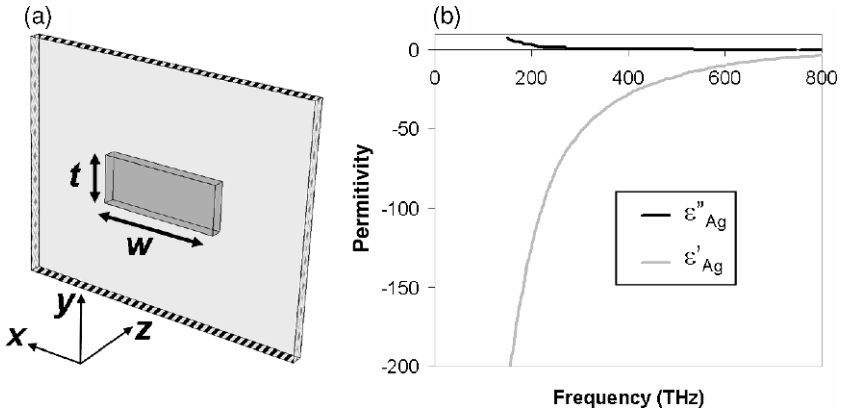 (a)
t
w
y
z
x
(b)
0
0 200 400 600 800
-50
-100
-150
-200
Permitivity
ε"Ag
ε'Ag
Frequency (THz)